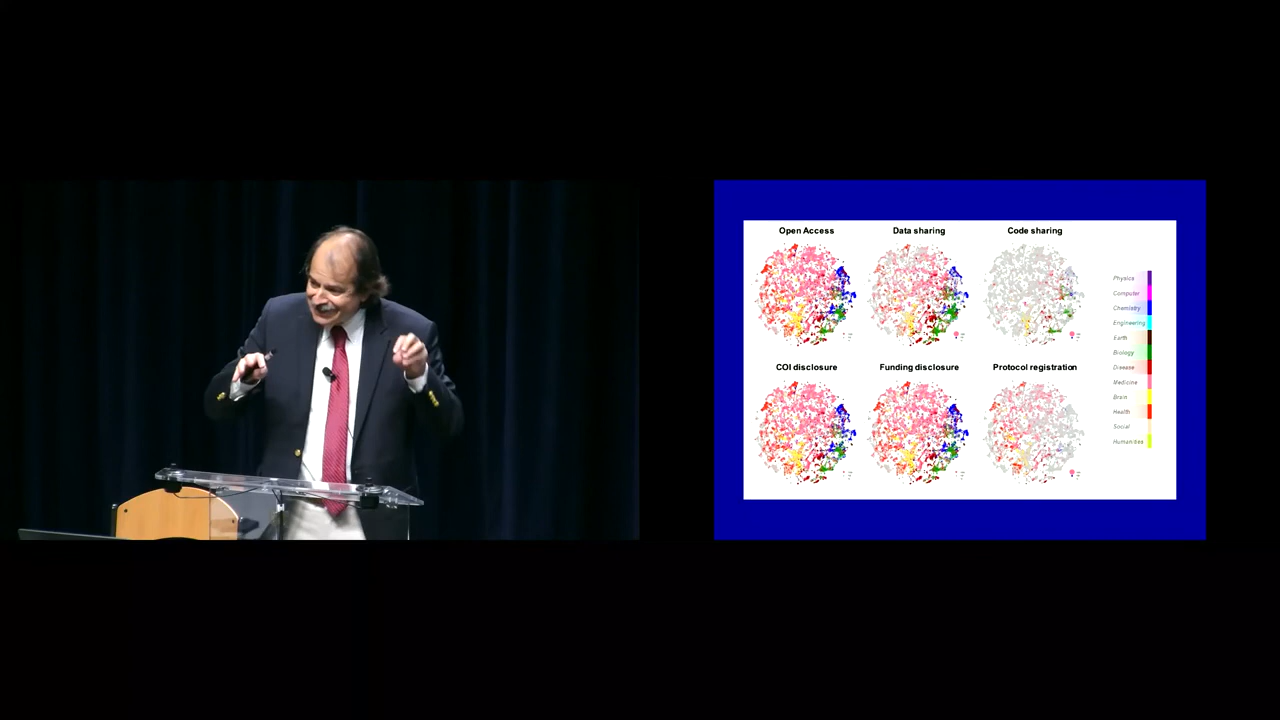 Open Access Data sharing Code sharing
COI disclosure Funding disclosure Protocol registration
Physics
Computer
Chemistry
Engineering
Earth
Biology
Disease
Medicine
Brain
Health
Social
Humanities